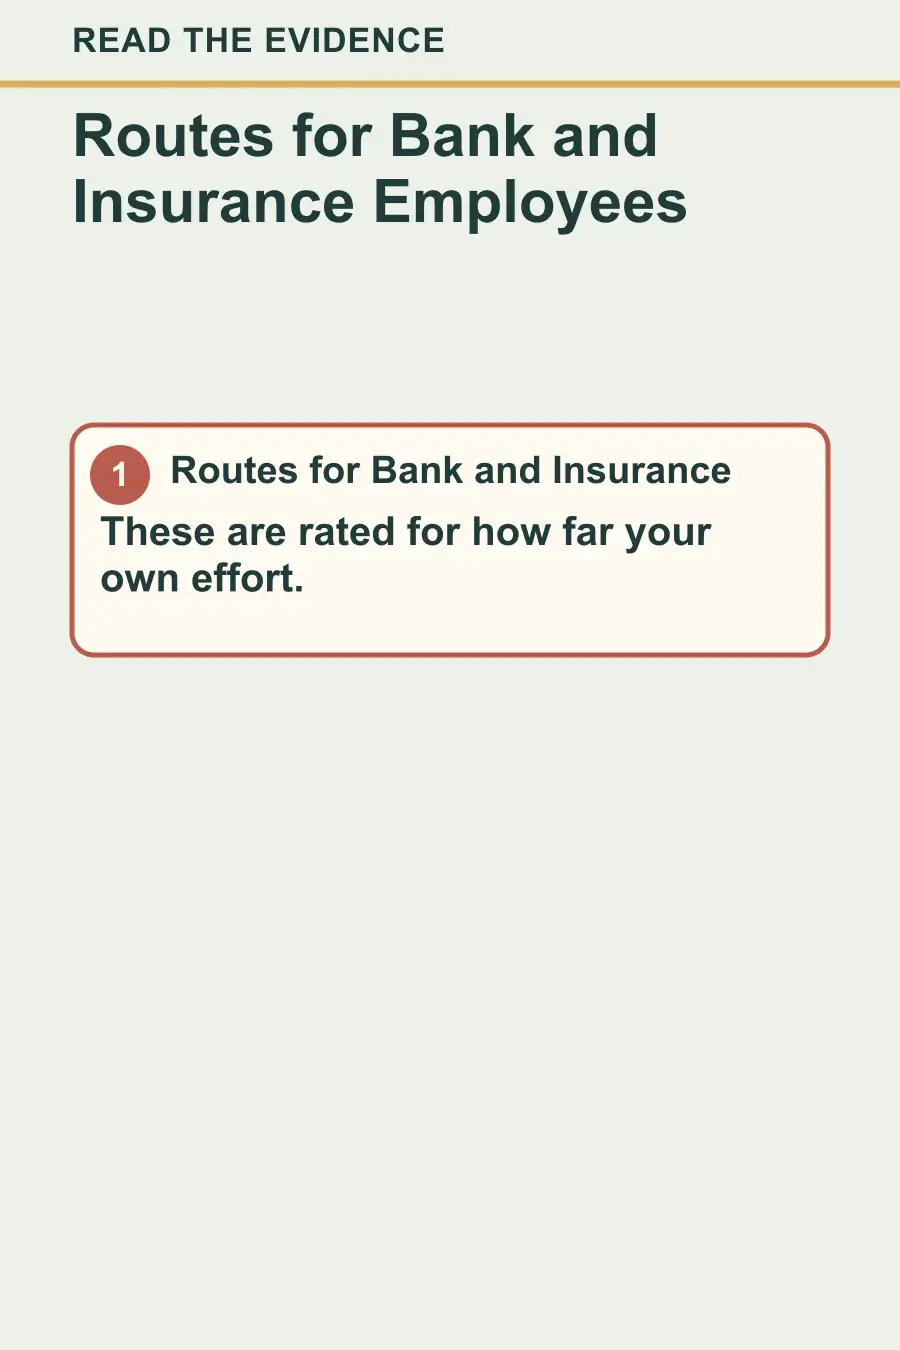 READ THE EVIDENCE
Routes for Bank and
Insurance Employees
1 Routes for Bank and Insurance
These are rated for how far your
own effort.